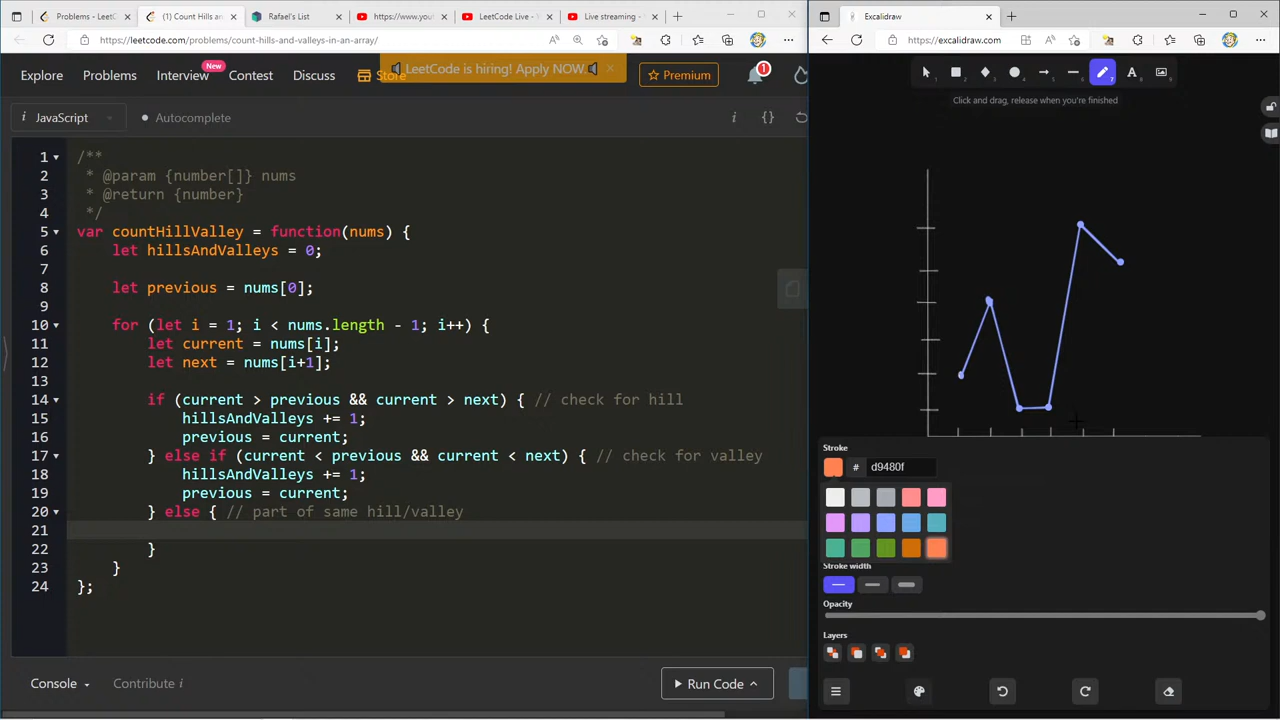 Problems - LeetCode
(1) Count Hills and
Rafael's List
https://www.you
LeetCode Live - Yo
Live streaming -
Excalidraw
https://leetcode.com/problems/count-hills-and-valleys-in-an-array/
https://excalidraw.com
Explore
Problems
Interview
New
Contest
Discuss
Store
LeetCode is hiring! Apply NOW.
Premium
1
Click and drag, release when you're finished
i JavaScript
Autocomplete
i
{}
1 /**
2 * @param {number[]} nums
3 * @return {number}
4 */
5 var countHillValley = function(nums) {
6 let hillsAndValleys = 0;
7
8 let previous = nums[0];
9
10 for (let i = 1; i < nums.length - 1; i++) {
11 let current = nums[i];
12 let next = nums[i+1];
13
14 if (current > previous && current > next) { // check for hill
15 hillsAndValleys += 1;
16 previous = current;
17 } else if (current < previous && current < next) { // check for valley
18 hillsAndValleys += 1;
19 previous = current;
20 } else { // part of same hill/valley
21
22 }
23 }
24 };
Stroke
# d9480f
Stroke width
Opacity
Layers
Console
Contribute i
Run Code